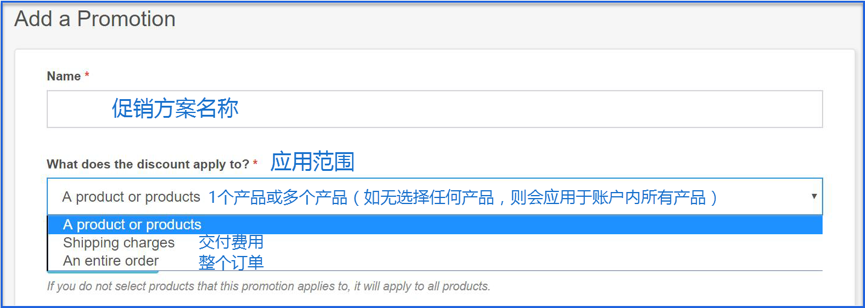 Add a Promotion
Name *
促销方案名称
What does the discount apply to? * 应用范围
A product or products 1个产品或多个产品（如无选择任何产品，则会应用于账户内所有产品）
A product or products
Shipping charges 交付费用
An entire order 整个订单
If you do not select products that this promotion applies to, it will apply to all products.